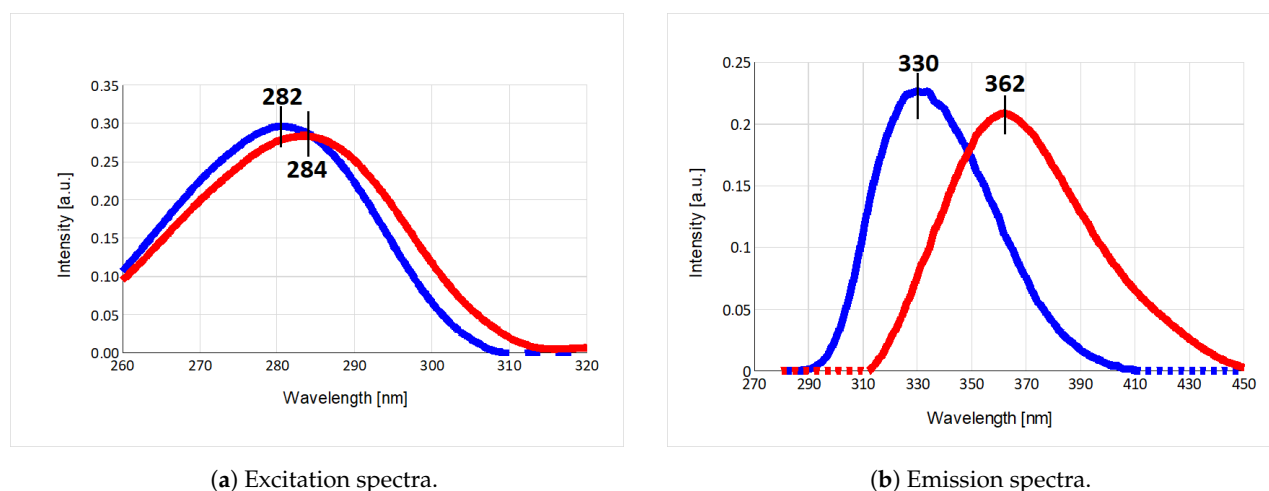 282
284
0.35
0.30
0.25
0.20
0.15
0.10
0.05
0.00
Intensity [a.u.]
260 270 280 290 300 310 320
Wavelength [nm]
(a) Excitation spectra.
330
362
0.25
0.2
0.15
0.1
0.05
0
Intensity [a.u.]
270 290 310 330 350 370 390 410 430 450
Wavelength [nm]
(b) Emission spectra.